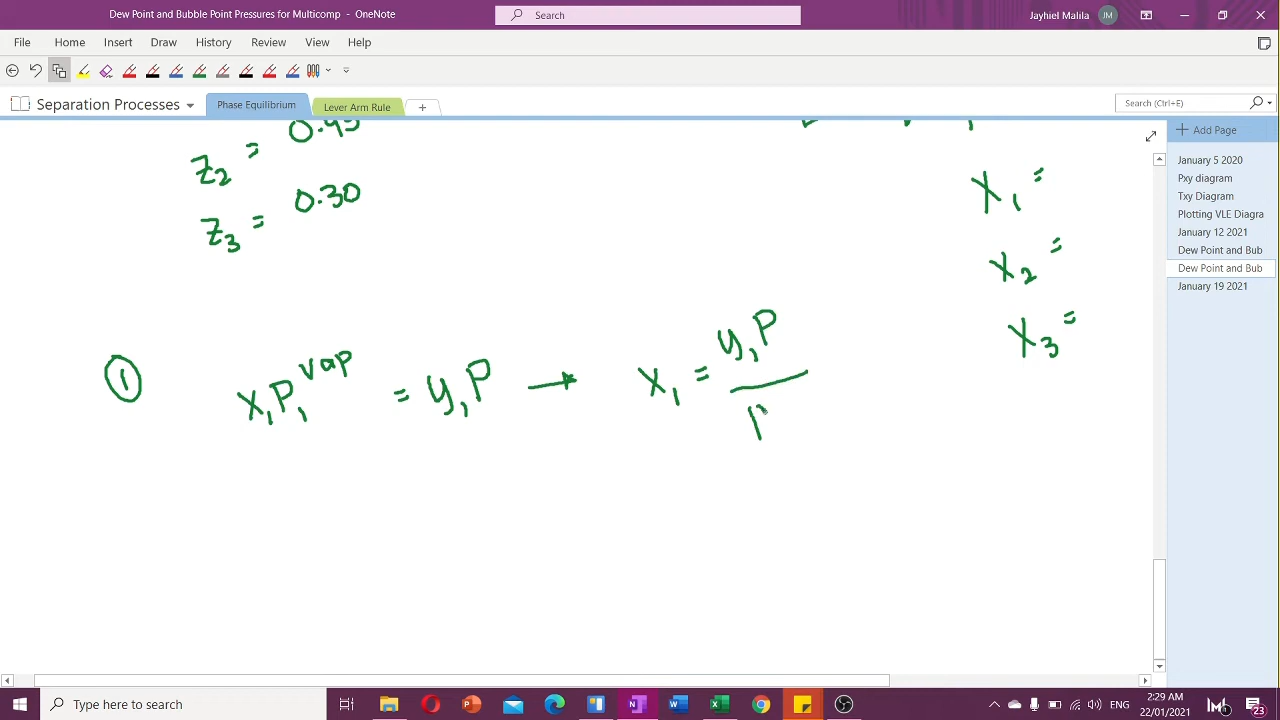 Dew Point and Bubble Point Pressures for Multicomp - OneNote
Search
Jayhiel Malila
JM
File Home Insert Draw History Review View Help
Separation Processes
Phase Equilibrium
Lever Arm Rule
+
Search (Ctrl+E)
+ Add Page
January 5 2020
Pxy diagram
Txy Diagram
Plotting VLE Diagra
January 12 2021
Dew Point and Bub
Dew Point and Bub
January 19 2021
z2 = 0.45
z3 = 0.30
x1 =
x2 =
x3 =
① x1P1^vap = y1P → x1 = y1P /
Type here to search
ENG
2:29 AM
22/01/2021
23